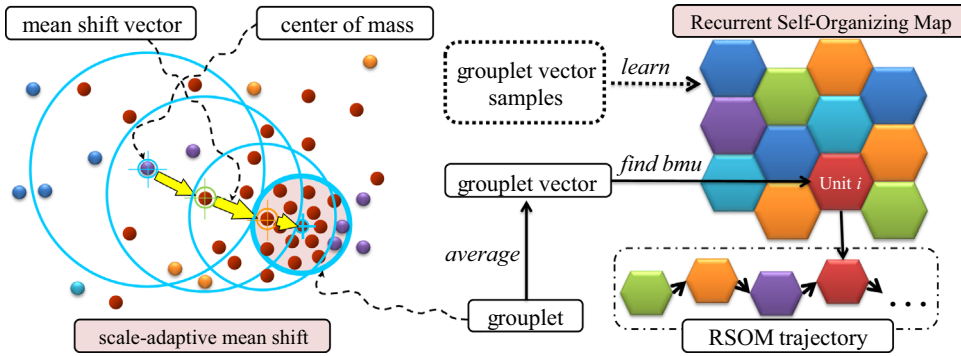 mean shift vector
center of mass
Recurrent Self-Organizing Map
grouplet vector
samples
learn
grouplet vector
find bmu
Unit i
average
grouplet
scale-adaptive mean shift
RSOM trajectory
...